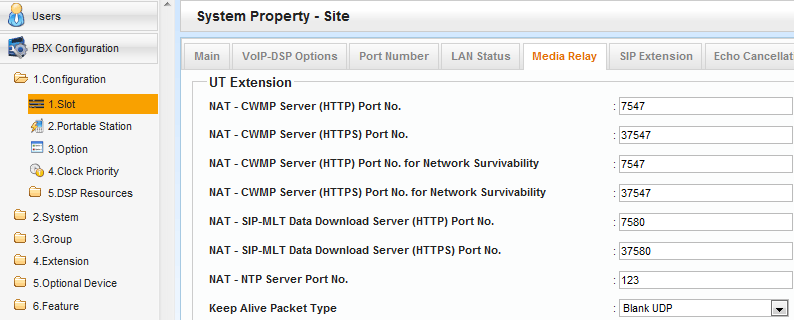 Users
PBX Configuration
1.Configuration
1.Slot
2.Portable Station
3.Option
4.Clock Priority
5.DSP Resources
2.System
3.Group
4.Extension
5.Optional Device
6.Feature
System Property - Site
Main VoIP-DSP Options Port Number LAN Status Media Relay SIP Extension Echo Cancellat
UT Extension
NAT - CWMP Server (HTTP) Port No. : 7547
NAT - CWMP Server (HTTPS) Port No. : 37547
NAT - CWMP Server (HTTP) Port No. for Network Survivability : 7547
NAT - CWMP Server (HTTPS) Port No. for Network Survivability : 37547
NAT - SIP-MLT Data Download Server (HTTP) Port No. : 7580
NAT - SIP-MLT Data Download Server (HTTPS) Port No. : 37580
NAT - NTP Server Port No. : 123
Keep Alive Packet Type : Blank UDP